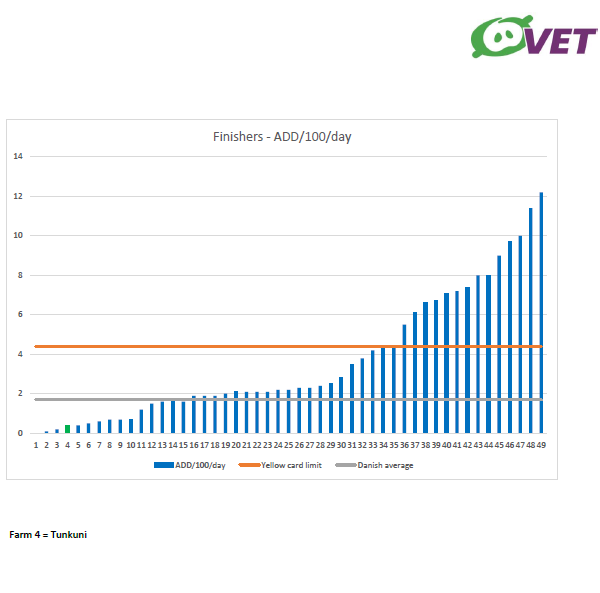 VET
Finishers - ADD/100/day
14
12
10
8
6
4
2
0
1 2 3 4 5 6 7 8 9 10 11 12 13 14 15 16 17 18 19 20 21 22 23 24 25 26 27 28 29 30 31 32 33 34 35 36 37 38 39 40 41 42 43 44 45 46 47 48 49
ADD/100/day Yellow card limit Danish average
Farm 4 = Tunkuni